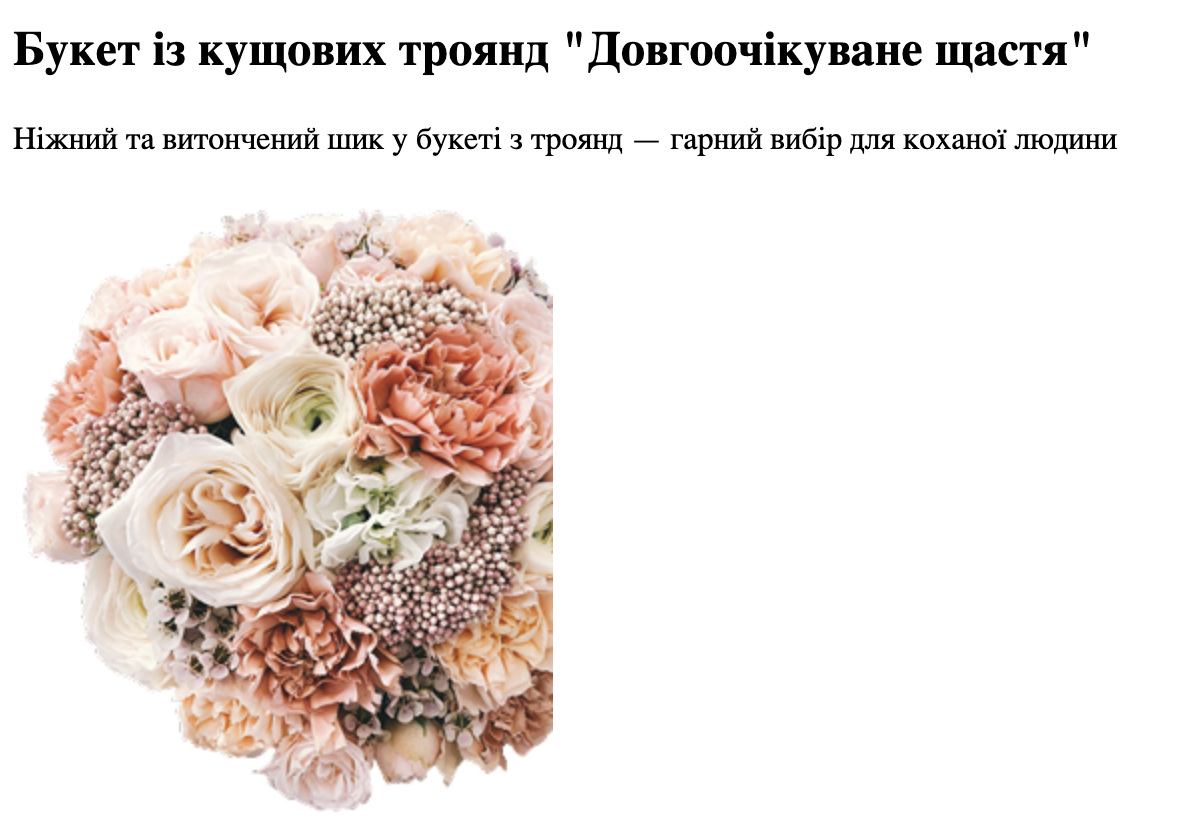 Букет із кущових троянд "Довгоочікуване щастя"
Ніжний та витончений шик у букеті з троянд — гарний вибір для коханої людини